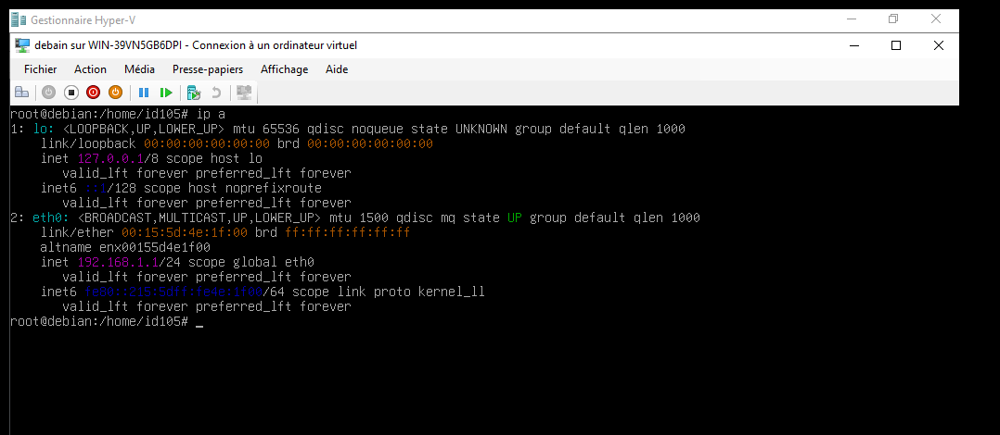 Gestionnaire Hyper-V
debain sur WIN-39VN5GB6DPI - Connexion à un ordinateur virtuel
Fichier Action Média Presse-papiers Affichage Aide
root@debian:/home/id105# ip a
1: lo: <LOOPBACK,UP,LOWER_UP> mtu 65536 qdisc noqueue state UNKNOWN group default qlen 1000
    link/loopback 00:00:00:00:00:00 brd 00:00:00:00:00:00
    inet 127.0.0.1/8 scope host lo
       valid_lft forever preferred_lft forever
    inet6 ::1/128 scope host noprefixroute
       valid_lft forever preferred_lft forever
2: eth0: <BROADCAST,MULTICAST,UP,LOWER_UP> mtu 1500 qdisc mq state UP group default qlen 1000
    link/ether 00:15:5d:4e:1f:00 brd ff:ff:ff:ff:ff:ff
    altname enx00155d4e1f00
    inet 192.168.1.1/24 scope global eth0
       valid_lft forever preferred_lft forever
    inet6 fe80::215:5dff:fe4e:1f00/64 scope link proto kernel_ll
       valid_lft forever preferred_lft forever
root@debian:/home/id105# _